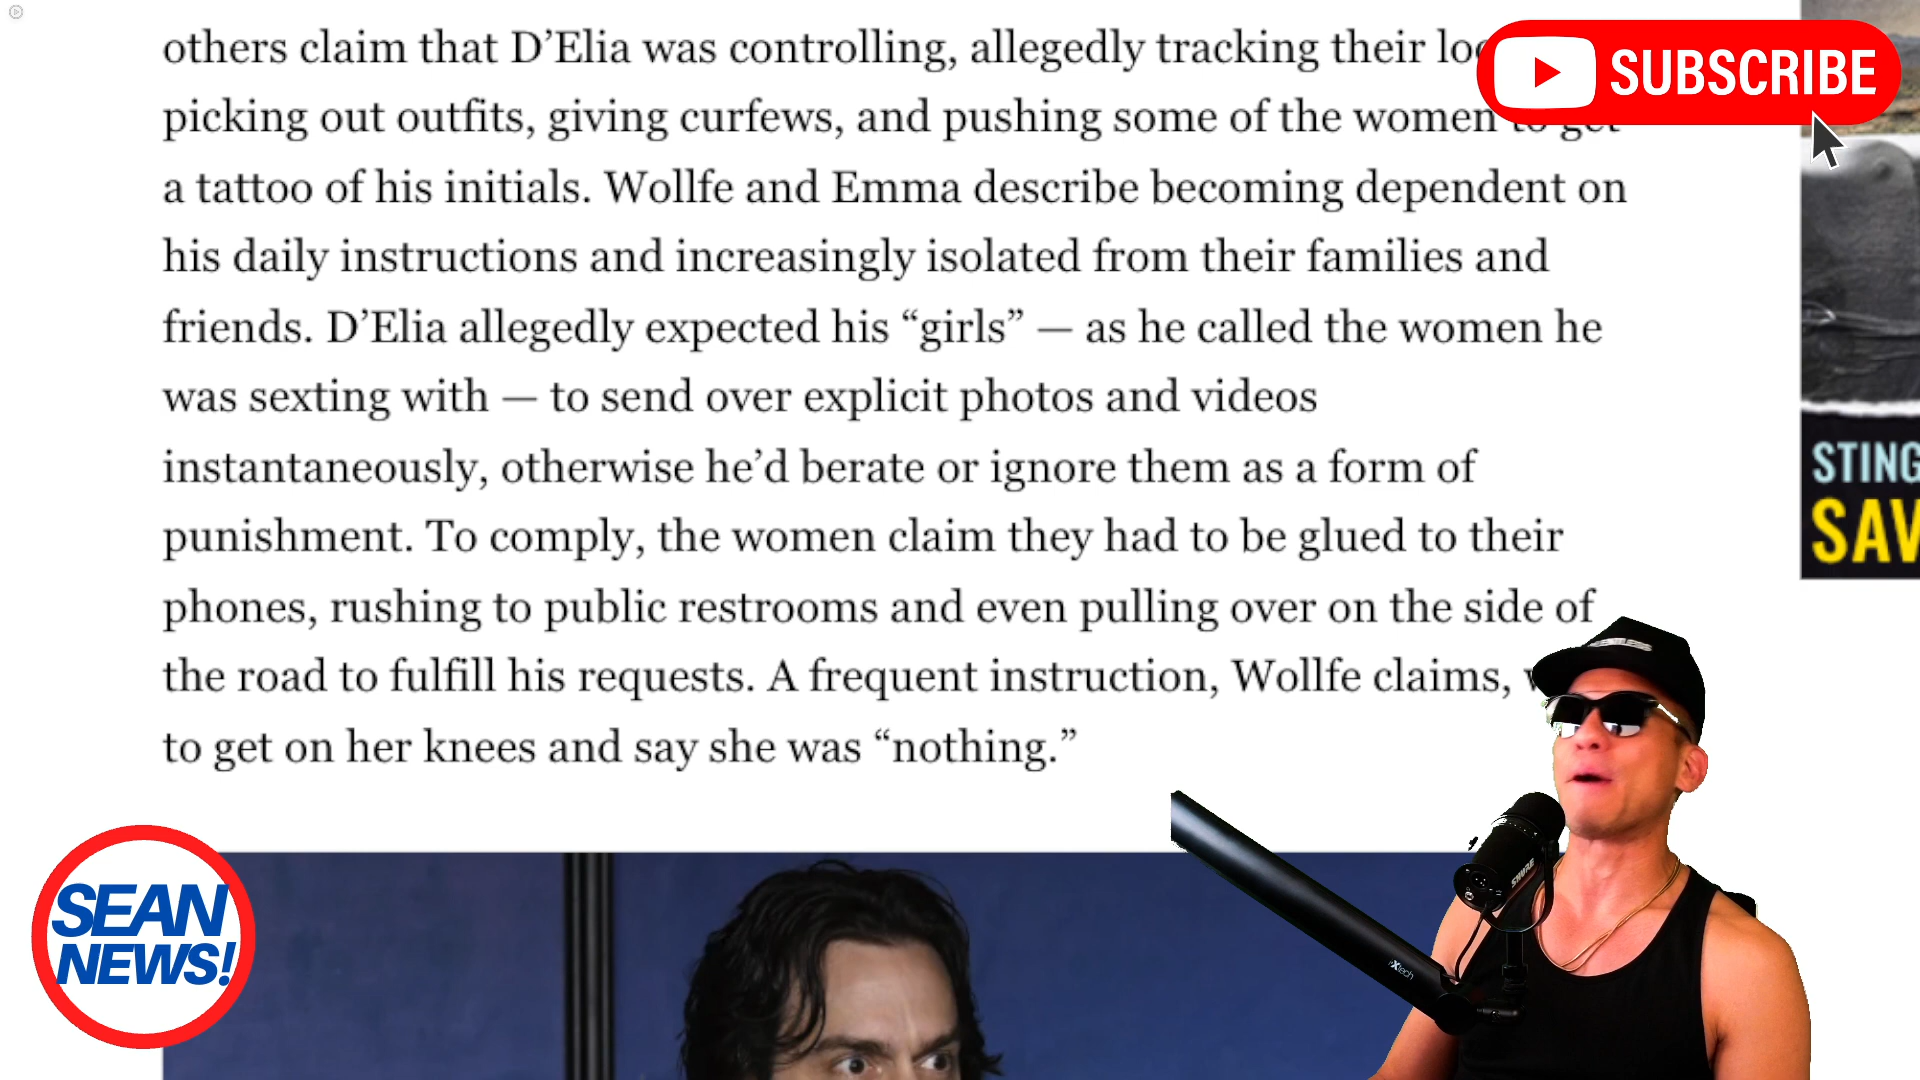 others claim that D’Elia was controlling, allegedly tracking their
SUBSCRIBE
picking out outfits, giving curfews, and pushing some of the women to get
a tattoo of his initials. Wollfe and Emma describe becoming dependent on
his daily instructions and increasingly isolated from their families and
friends. D’Elia allegedly expected his “girls” — as he called the women he
was sexting with — to send over explicit photos and videos
instantaneously, otherwise he’d berate or ignore them as a form of
STING
punishment. To comply, the women claim they had to be glued to their
SAV
phones, rushing to public restrooms and even pulling over on the side of
the road to fulfill his requests. A frequent instruction, Wollfe claims,
to get on her knees and say she was “nothing.”
SHURE
SEAN
NEWS!